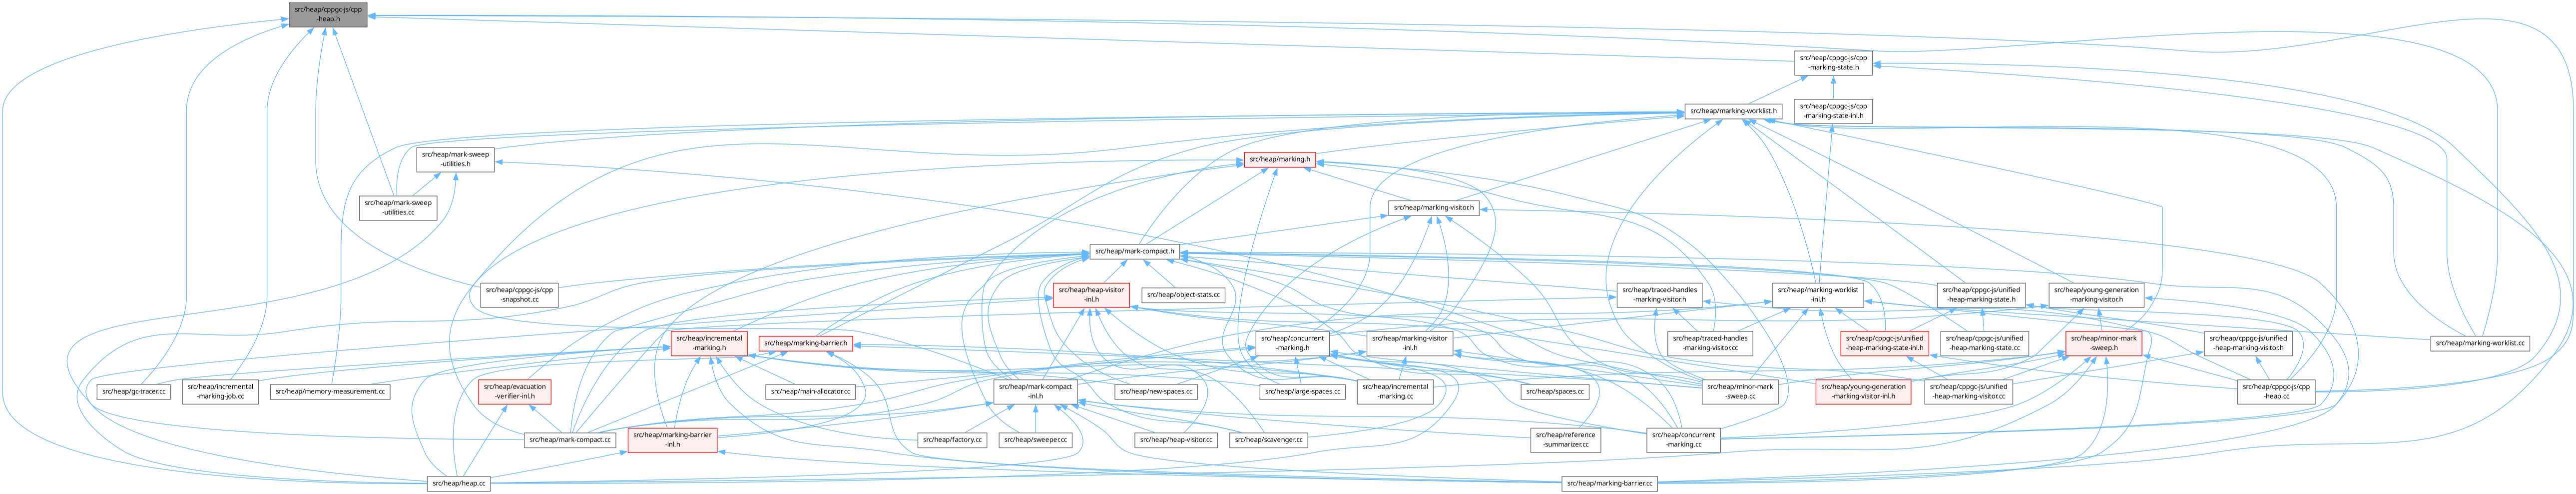 src/heap/cppgc-js/cpp
-heap.h
src/heap/cppgc-js/cpp
-marking-state.h
src/heap/marking-worklist.h
src/heap/cppgc-js/cpp
-marking-state-inl.h
src/heap/mark-sweep
-utilities.h
src/heap/marking.h
src/heap/mark-sweep
-utilities.cc
src/heap/marking-visitor.h
src/heap/mark-compact.h
src/heap/cppgc-js/cpp
-snapshot.cc
src/heap/heap-visitor
-inl.h
src/heap/object-stats.cc
src/heap/traced-handles
-marking-visitor.h
src/heap/marking-worklist
-inl.h
src/heap/cppgc-js/unified
-heap-marking-state.h
src/heap/young-generation
-marking-visitor.h
src/heap/incremental
-marking.h
src/heap/marking-barrier.h
src/heap/concurrent
-marking.h
src/heap/marking-visitor
-inl.h
src/heap/traced-handles
-marking-visitor.cc
src/heap/cppgc-js/unified
-heap-marking-state-inl.h
src/heap/cppgc-js/unified
-heap-marking-state.cc
src/heap/minor-mark
-sweep.h
src/heap/cppgc-js/unified
-heap-marking-visitor.h
src/heap/marking-worklist.cc
src/heap/gc-tracer.cc
src/heap/incremental
-marking-job.cc
src/heap/memory-measurement.cc
src/heap/evacuation
-verifier-inl.h
src/heap/main-allocator.cc
src/heap/mark-compact
-inl.h
src/heap/new-spaces.cc
src/heap/large-spaces.cc
src/heap/incremental
-marking.cc
src/heap/spaces.cc
src/heap/minor-mark
-sweep.cc
src/heap/young-generation
-marking-visitor-inl.h
src/heap/cppgc-js/unified
-heap-marking-visitor.cc
src/heap/cppgc-js/cpp
-heap.cc
src/heap/mark-compact.cc
src/heap/marking-barrier
-inl.h
src/heap/factory.cc
src/heap/sweeper.cc
src/heap/heap-visitor.cc
src/heap/scavenger.cc
src/heap/reference
-summarizer.cc
src/heap/concurrent
-marking.cc
src/heap/heap.cc
src/heap/marking-barrier.cc